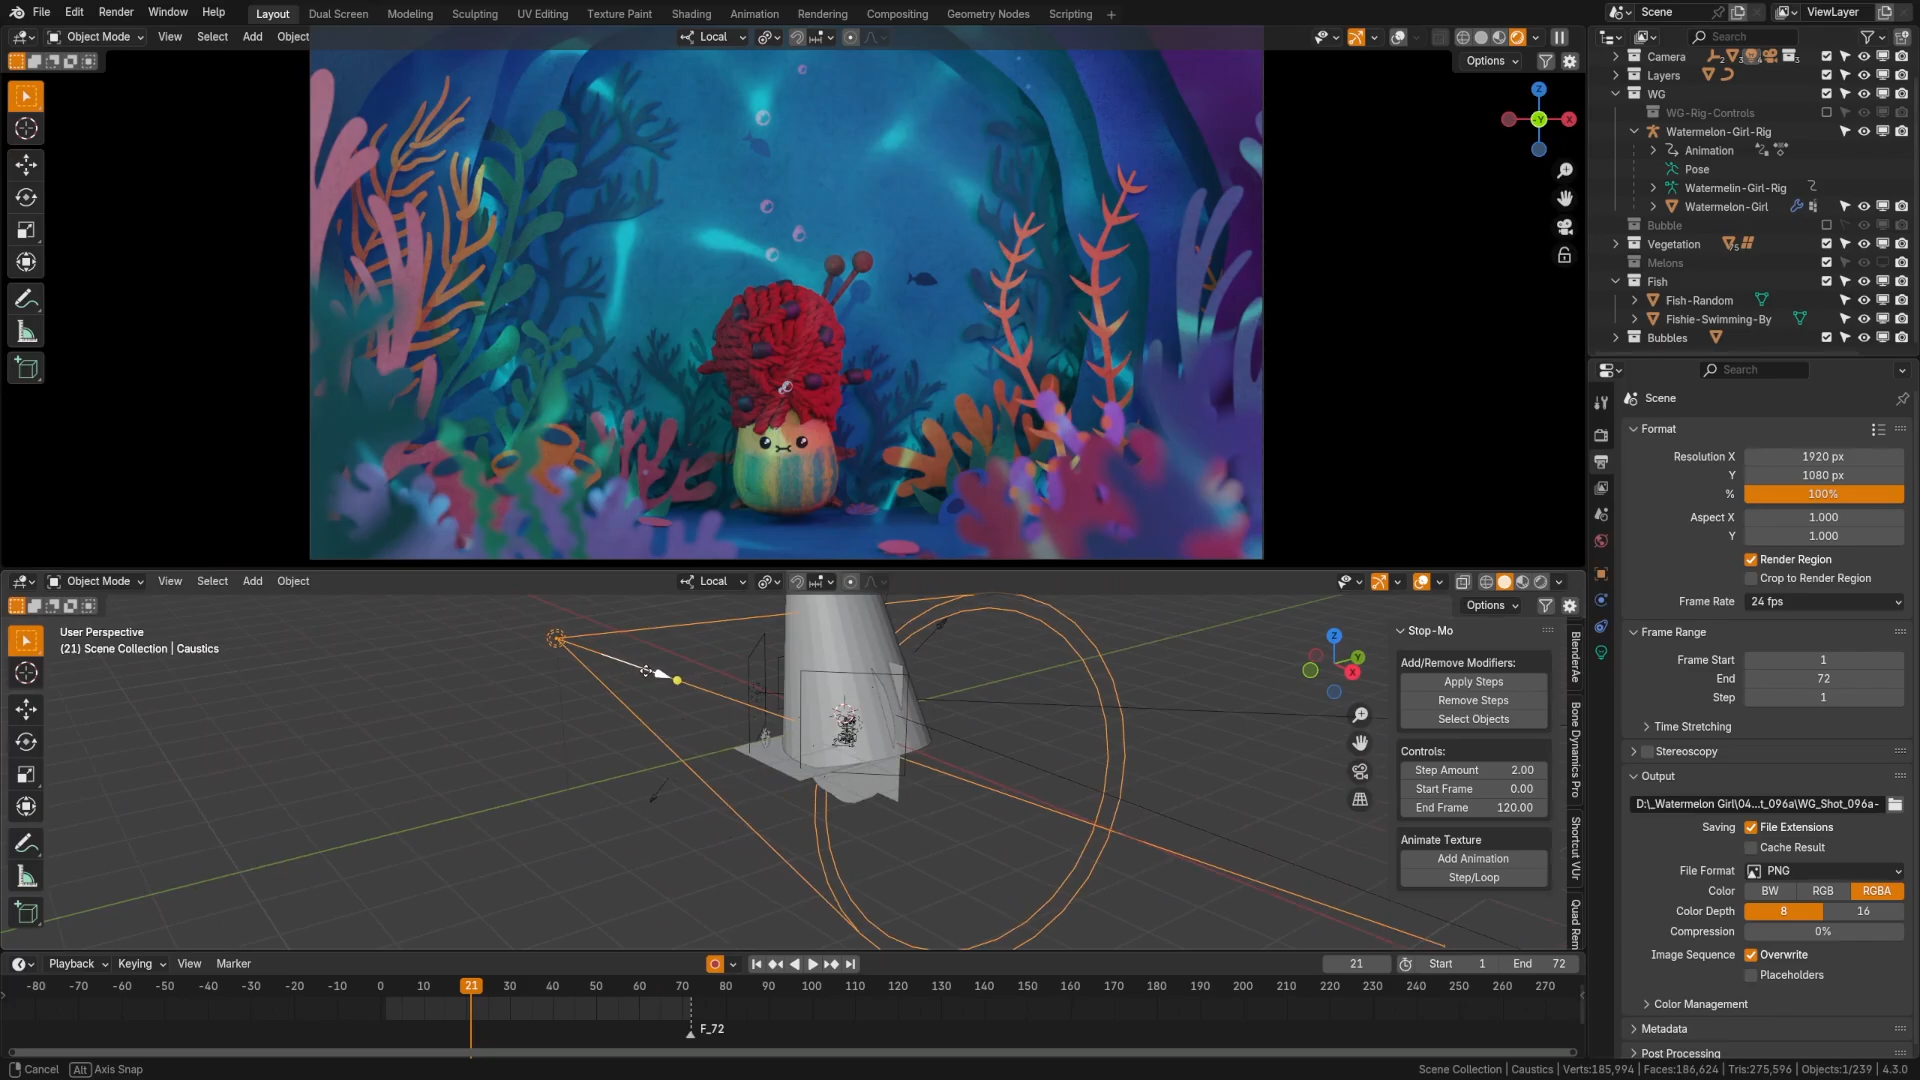 File Edit Render Window Help Layout Dual Screen Modeling Sculpting UV Editing Texture Paint Shading Animation Rendering Compositing Geometry Nodes Scripting + Scene ViewLayer
Object Mode View Select Add Object Local
Search
Options
Camera
Layers
WG
WG-Rig-Controls
Watermelon-Girl-Rig
Animation
Pose
Watermelin-Girl-Rig
Watermelon-Girl
Bubble
Vegetation 75
Melons
Fish
Fish-Random
Fishie-Swimming-By
Bubbles
Z
Y X
Search
Scene
Format
Resolution X 1920 px
Y 1080 px
% 100%
Aspect X 1.000
Y 1.000
Render Region
Crop to Render Region
Frame Rate 24 fps
Frame Range
Frame Start 1
End 72
Step 1
Time Stretching
Stereoscopy
Output
D:\_Watermelon Girl\04...t_096a\WG_Shot_096a-
Saving File Extensions
Cache Result
File Format PNG
Color BW RGB RGBA
Color Depth 8 16
Compression 0%
Image Sequence Overwrite
Placeholders
Color Management
Metadata
Post Processing
Object Mode View Select Add Object Local
Options
User Perspective
(21) Scene Collection | Caustics
Z
Y
X
Stop-Mo
Add/Remove Modifiers:
Apply Steps
Remove Steps
Select Objects
Controls:
Step Amount 2.00
Start Frame 0.00
End Frame 120.00
Animate Texture
Add Animation
Step/Loop
BlenderAe
Bone Dynamics Pro
Shortcut VUr
Quad Rem
Playback Keying View Marker 21 Start 1 End 72
-80 -70 -60 -50 -40 -30 -20 -10 0 10 21 30 40 50 60 70 80 90 100 110 120 130 140 150 160 170 180 190 200 210 220 230 240 250 260 270
F_72
Cancel Alt Axis Snap
Scene Collection | Caustics | Verts:185,994 | Faces:186,624 | Tris:275,596 | Objects:1/239 | 4.3.0